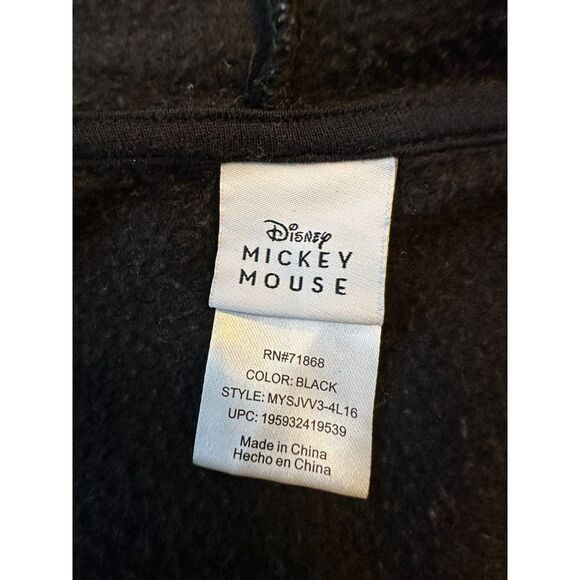 Disney
MICKEY
MOUSE
RN#71868
COLOR: BLACK
STYLE: MYSJVV3-4L16
UPC: 195932419539
Made in China
Hecho en China